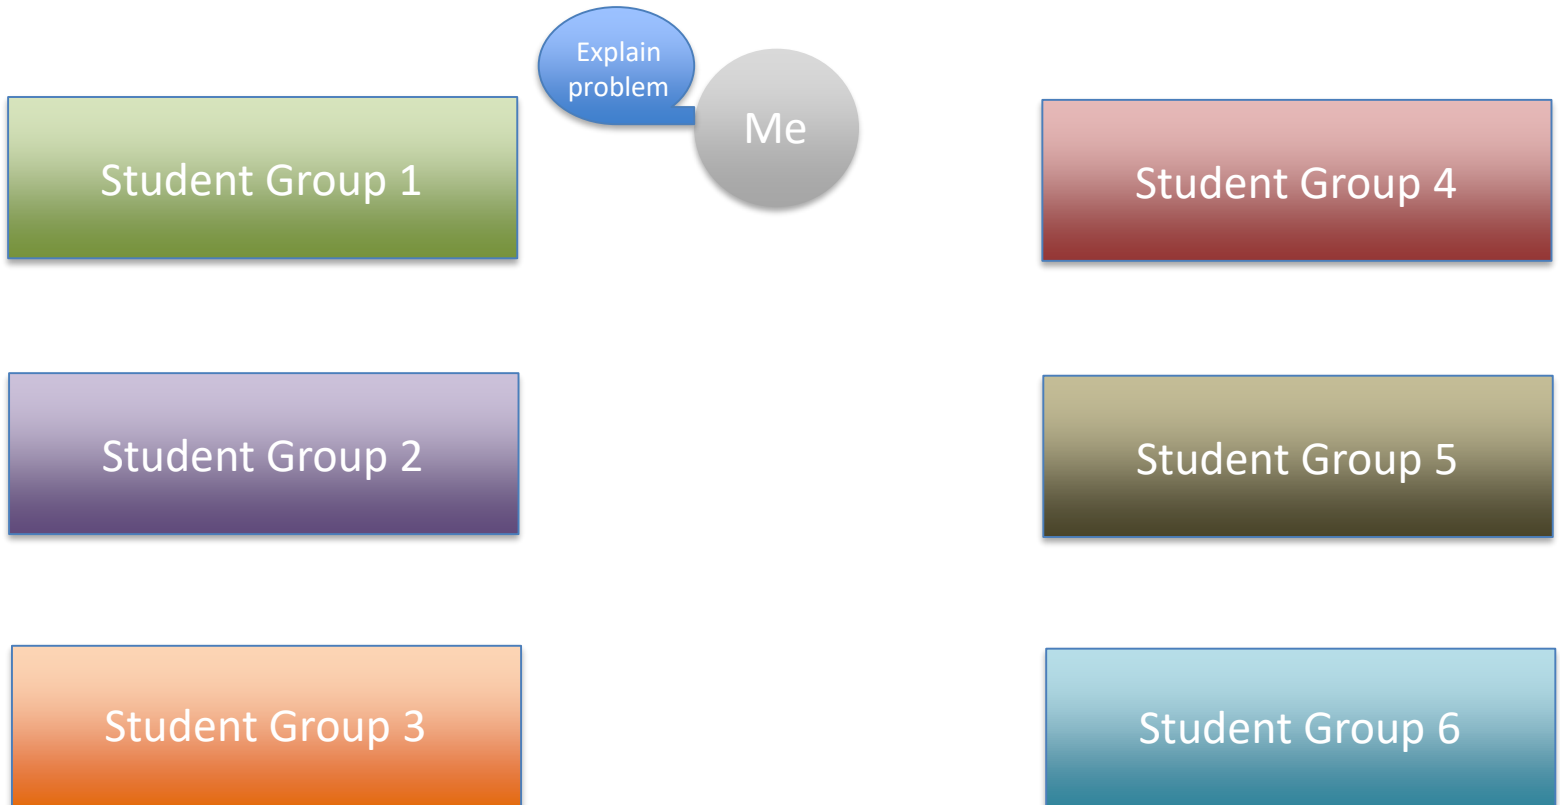 Explain
problem
Me
Student Group 1
Student Group 4
Student Group 2
Student Group 5
Student Group 3
Student Group 6